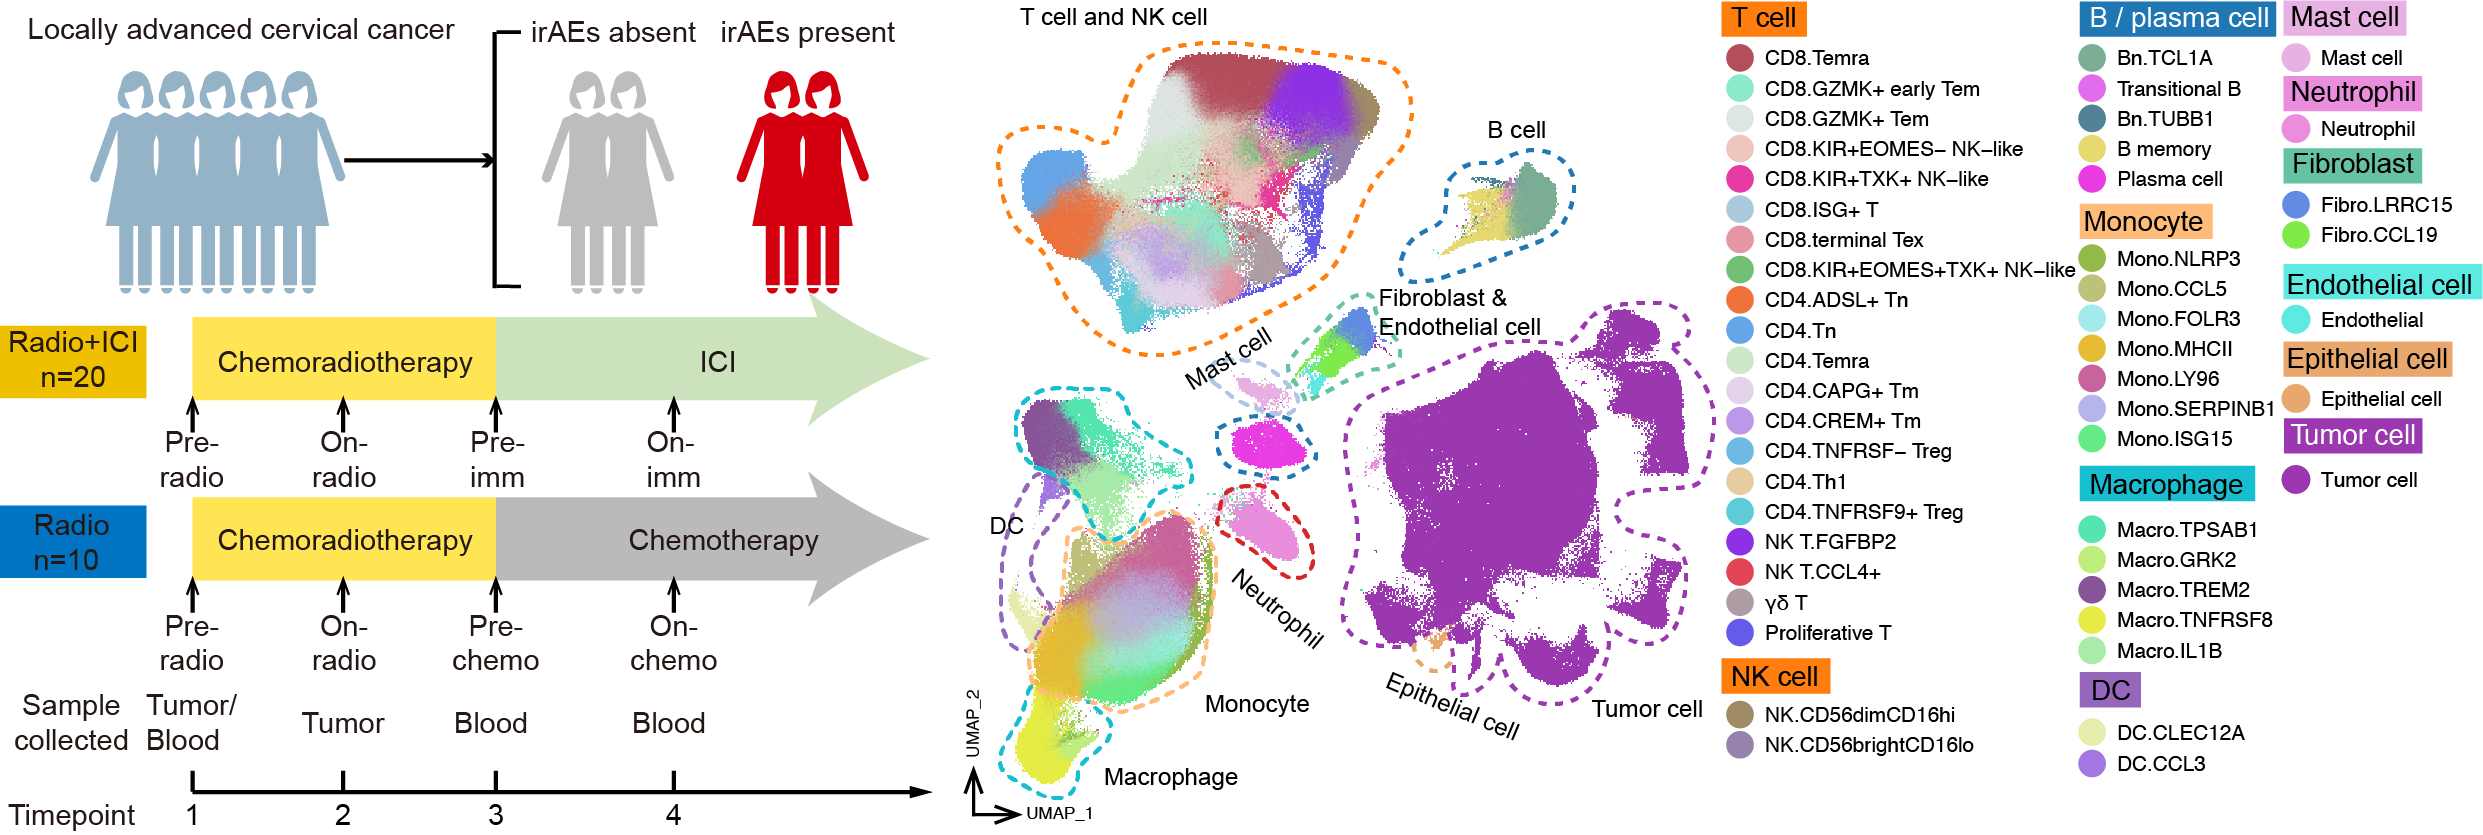 Locally advanced cervical cancer
irAEs absent
irAEs present
Radio+ICI
n=20
Chemoradiotherapy
ICI
Pre-
radio
On-
radio
Pre-
imm
On-
imm
Radio
n=10
Chemoradiotherapy
Chemotherapy
Pre-
radio
On-
radio
Pre-
chemo
On-
chemo
Sample
collected
Tumor/
Blood
Tumor
Blood
Blood
Timepoint
1
2
3
4
T cell and NK cell
B cell
Fibroblast &
Endothelial cell
Mast cell
DC
Neutrophil
Monocyte
Epithelial cell
Tumor cell
Macrophage
UMAP_2
UMAP_1
T cell
CD8.Temra
CD8.GZMK+ early Tem
CD8.GZMK+ Tem
CD8.KIR+EOMES− NK−like
CD8.KIR+TXK+ NK−like
CD8.ISG+ T
CD8.terminal Tex
CD8.KIR+EOMES+TXK+ NK−like
CD4.ADSL+ Tn
CD4.Tn
CD4.Temra
CD4.CAPG+ Tm
CD4.CREM+ Tm
CD4.TNFRSF− Treg
CD4.Th1
CD4.TNFRSF9+ Treg
NK T.FGFBP2
NK T.CCL4+
γδ T
Proliferative T
NK cell
NK.CD56dimCD16hi
NK.CD56brightCD16lo
B / plasma cell
Bn.TCL1A
Transitional B
Bn.TUBB1
B memory
Plasma cell
Monocyte
Mono.NLRP3
Mono.CCL5
Mono.FOLR3
Mono.MHCII
Mono.LY96
Mono.SERPINB1
Mono.ISG15
Macrophage
Macro.TPSAB1
Macro.GRK2
Macro.TREM2
Macro.TNFRSF8
Macro.IL1B
DC
DC.CLEC12A
DC.CCL3
Mast cell
Mast cell
Neutrophil
Neutrophil
Fibroblast
Fibro.LRRC15
Fibro.CCL19
Endothelial cell
Endothelial
Epithelial cell
Epithelial cell
Tumor cell
Tumor cell